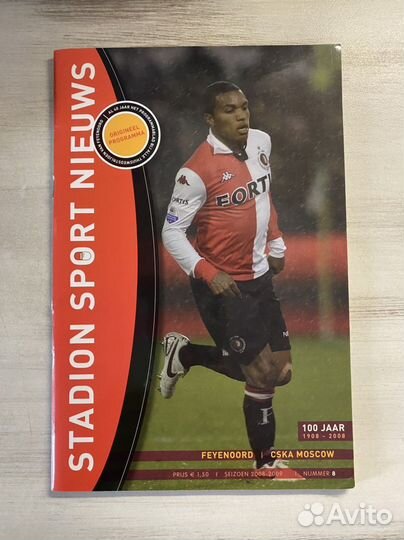 STADION SPORT NIEUWS
ORIGINEEL
PROGRAMMA
FORTIS
Kappa
100 JAAR
1908 - 2008
FEYENOORD | CSKA MOSCOW
PRIJS € 1,50 | SEIZOEN 2008-2009 | NUMMER 8
Avito